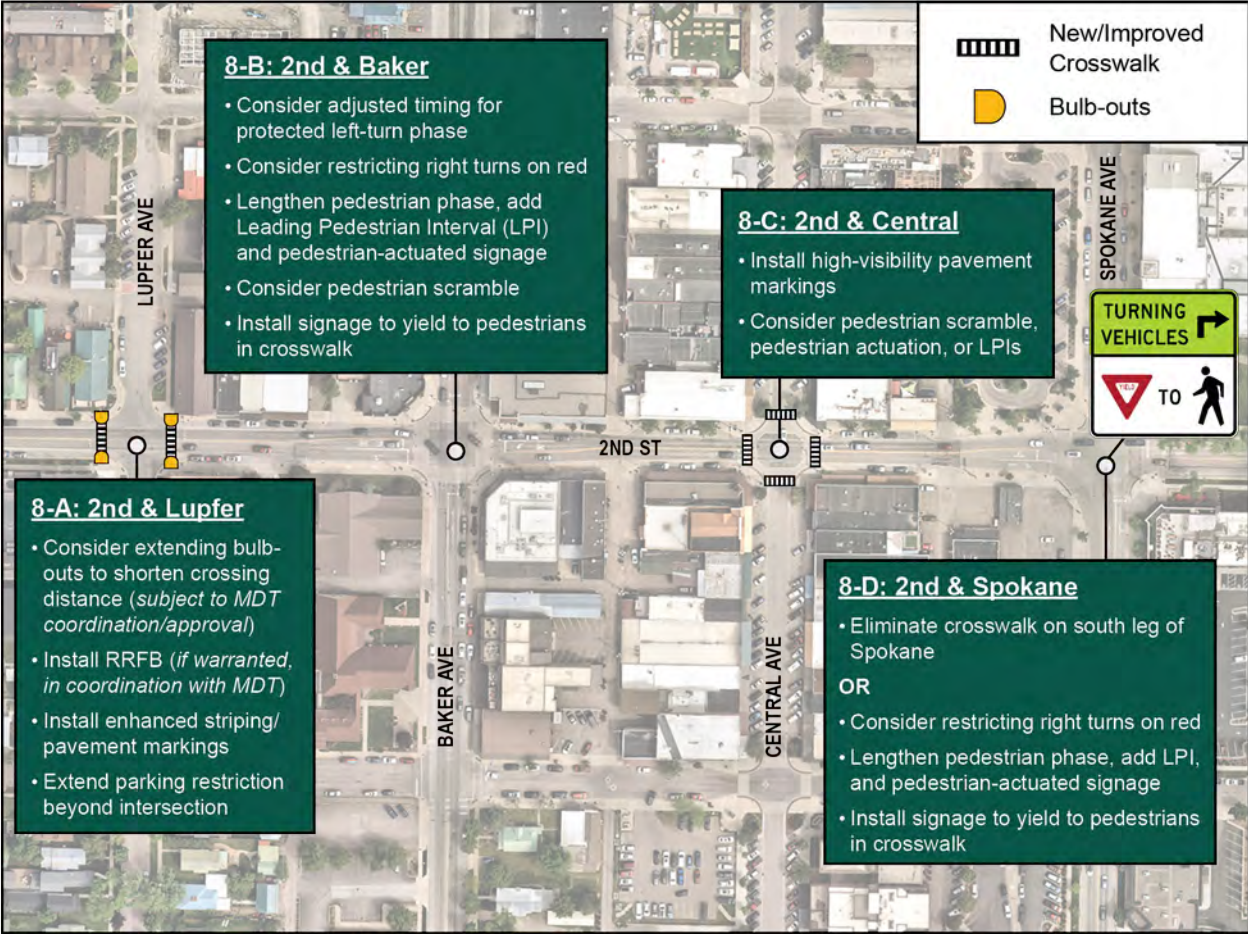 New/Improved
Crosswalk
Bulb-outs
8-B: 2nd & Baker
• Consider adjusted timing for
protected left-turn phase
• Consider restricting right turns on red
• Lengthen pedestrian phase, add
Leading Pedestrian Interval (LPI)
and pedestrian-actuated signage
• Consider pedestrian scramble
• Install signage to yield to pedestrians
in crosswalk
8-C: 2nd & Central
• Install high-visibility pavement
markings
• Consider pedestrian scramble,
pedestrian actuation, or LPIs
LUPFER AVE
SPOKANE AVE
TURNING
VEHICLES
YIELD
TO
2ND ST
8-A: 2nd & Lupfer
• Consider extending bulb-
outs to shorten crossing
distance (subject to MDT
coordination/approval)
• Install RRFB (if warranted,
in coordination with MDT)
• Install enhanced striping/
pavement markings
• Extend parking restriction
beyond intersection
BAKER AVE
CENTRAL AVE
8-D: 2nd & Spokane
• Eliminate crosswalk on south leg of
Spokane
OR
• Consider restricting right turns on red
• Lengthen pedestrian phase, add LPI,
and pedestrian-actuated signage
• Install signage to yield to pedestrians
in crosswalk